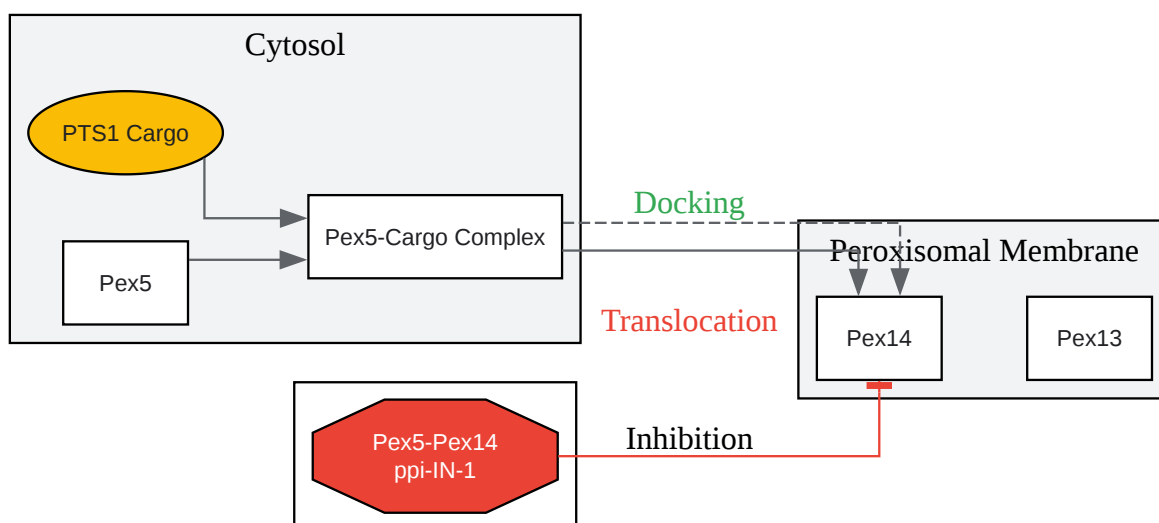 Cytosol
PTS1 Cargo
Pex5-Cargo Complex
Pex5
Docking
Peroxisomal Membrane
Translocation
Pex14
Pex13
Pex5-Pex14
ppi-IN-1
Inhibition